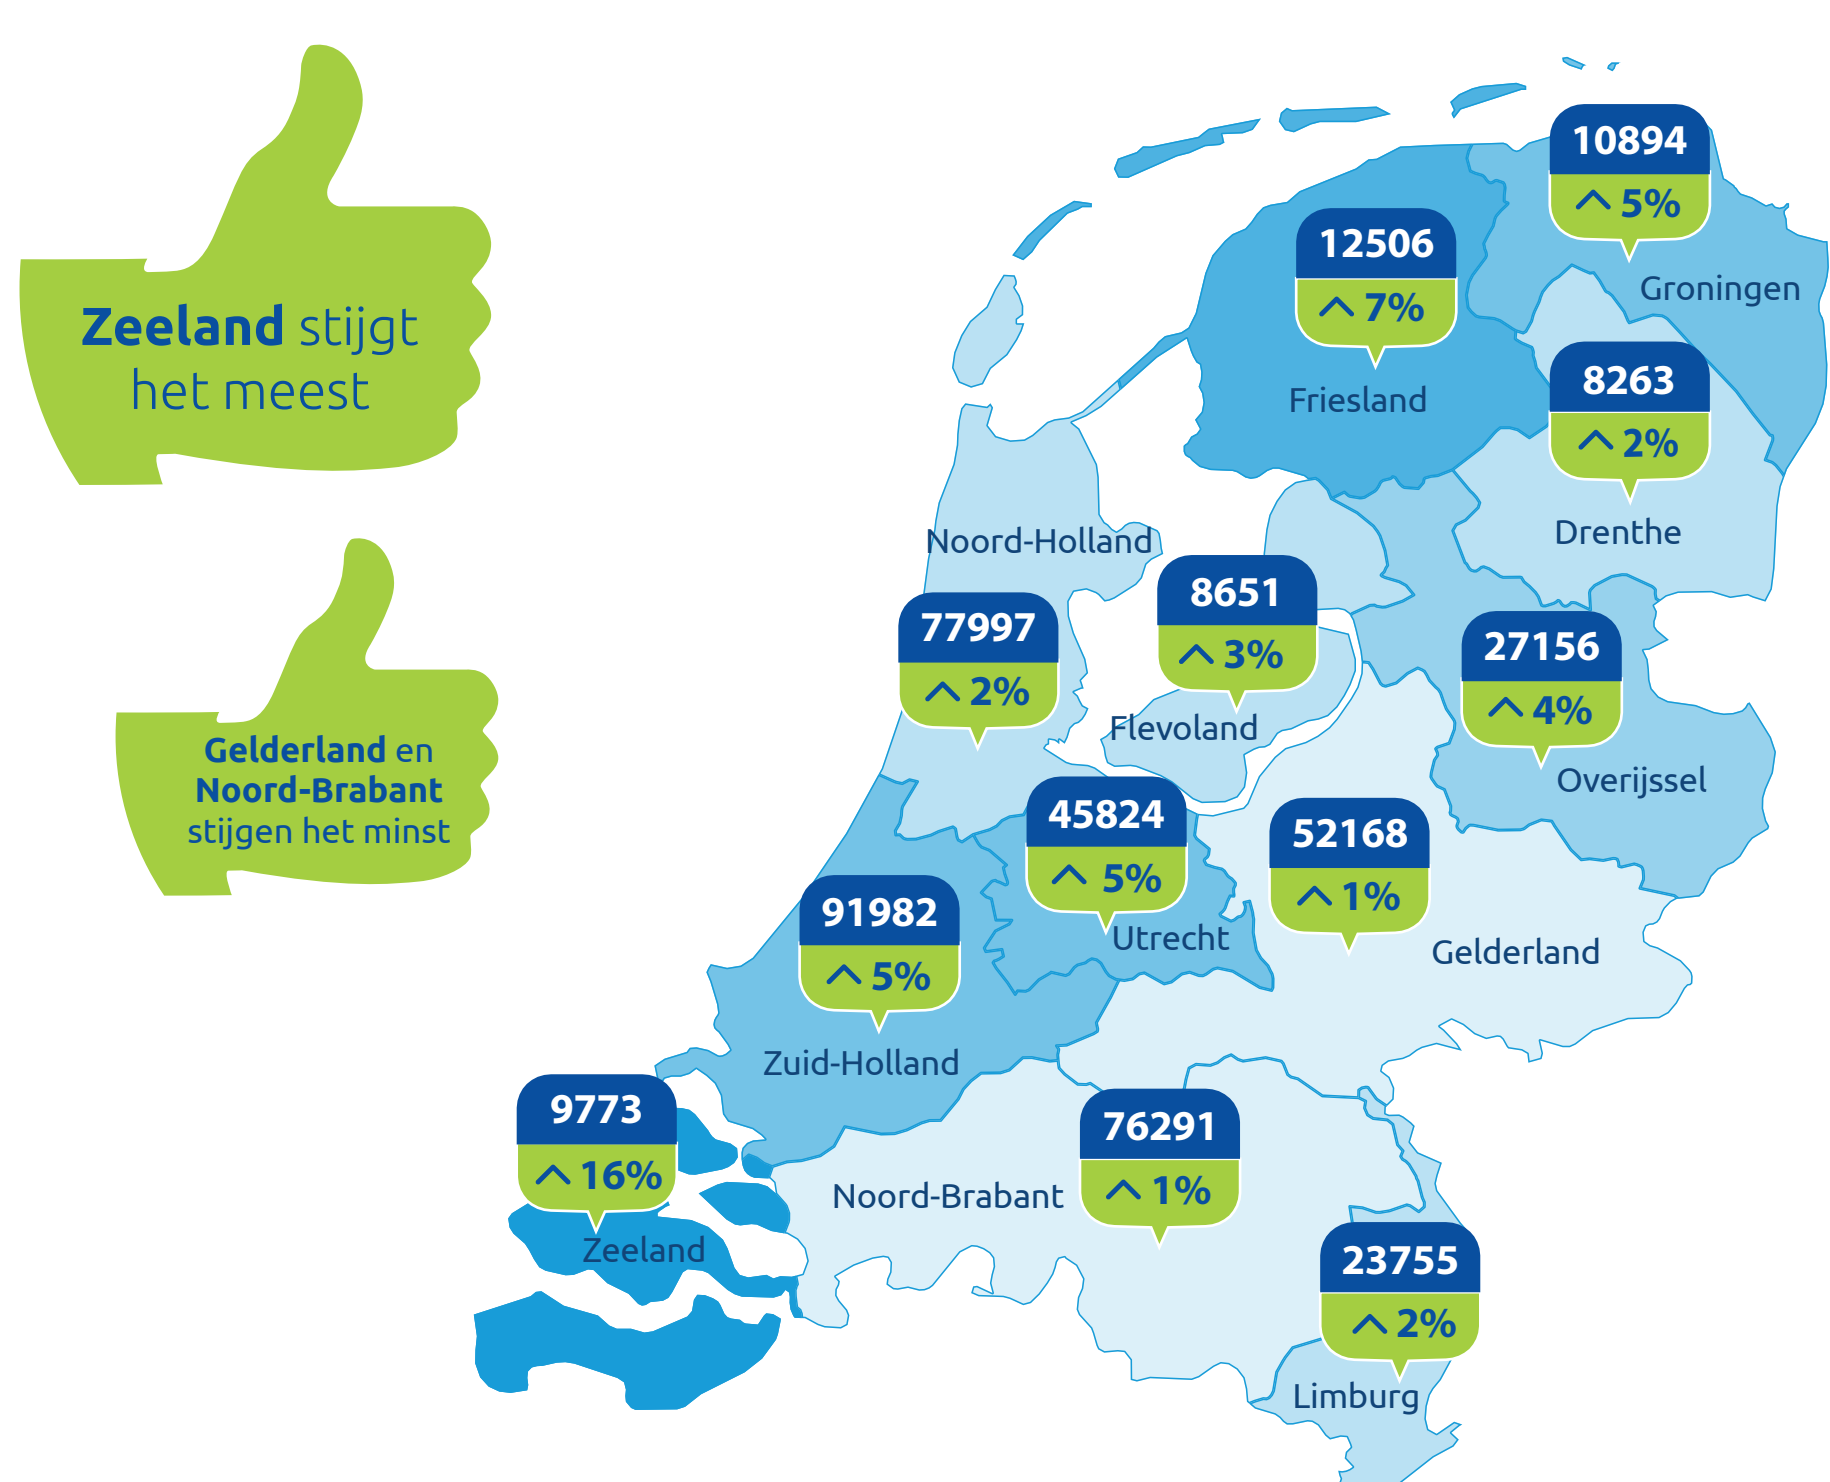 Zeeland stijgt
het meest
Gelderland en
Noord-Brabant
stijgen het minst
10894
5%
Groningen
12506
7%
Friesland
8263
2%
Drenthe
Noord-Holland
77997
2%
8651
3%
Flevoland
27156
4%
Overijssel
45824
5%
Utrecht
52168
1%
Gelderland
91982
5%
Zuid-Holland
9773
16%
Zeeland
76291
1%
Noord-Brabant
23755
2%
Limburg